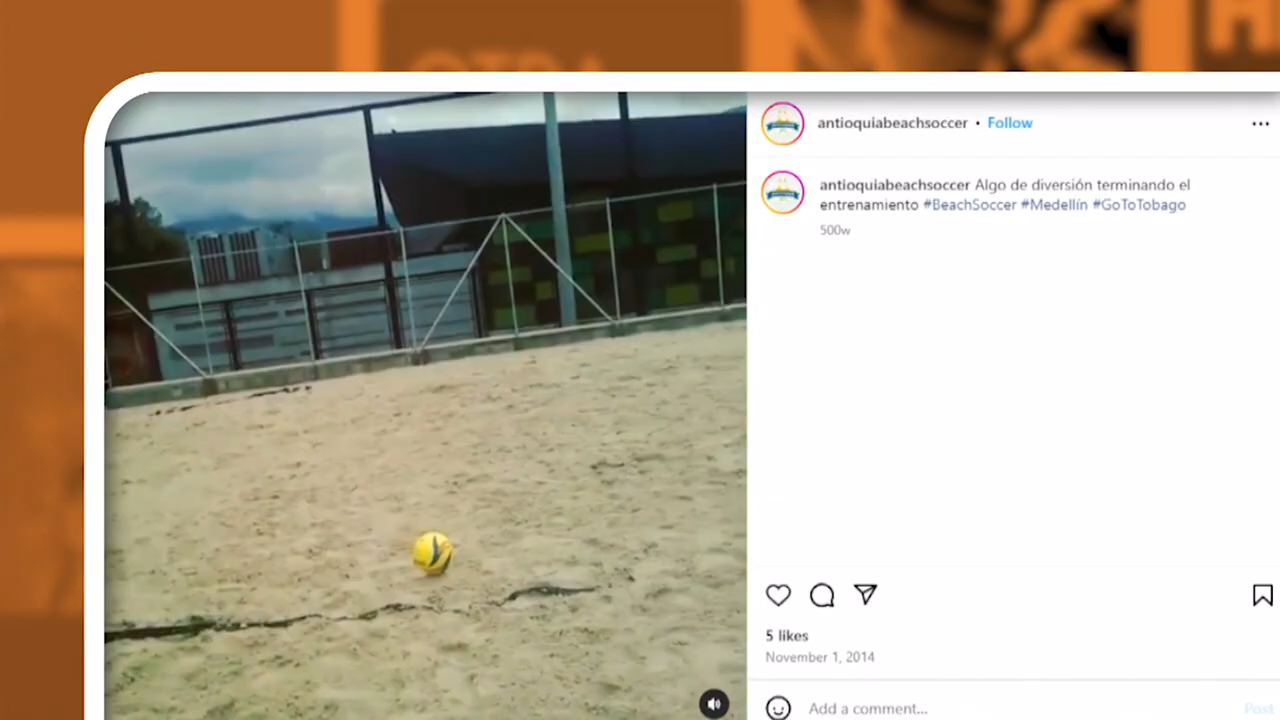 antioquiabeachsoccer • Follow
antioquiabeachsoccer Algo de diversión terminando el
entrenamiento #BeachSoccer #Medellín #GoToTobago
500w
5 likes
November 1, 2014
Add a comment... Post